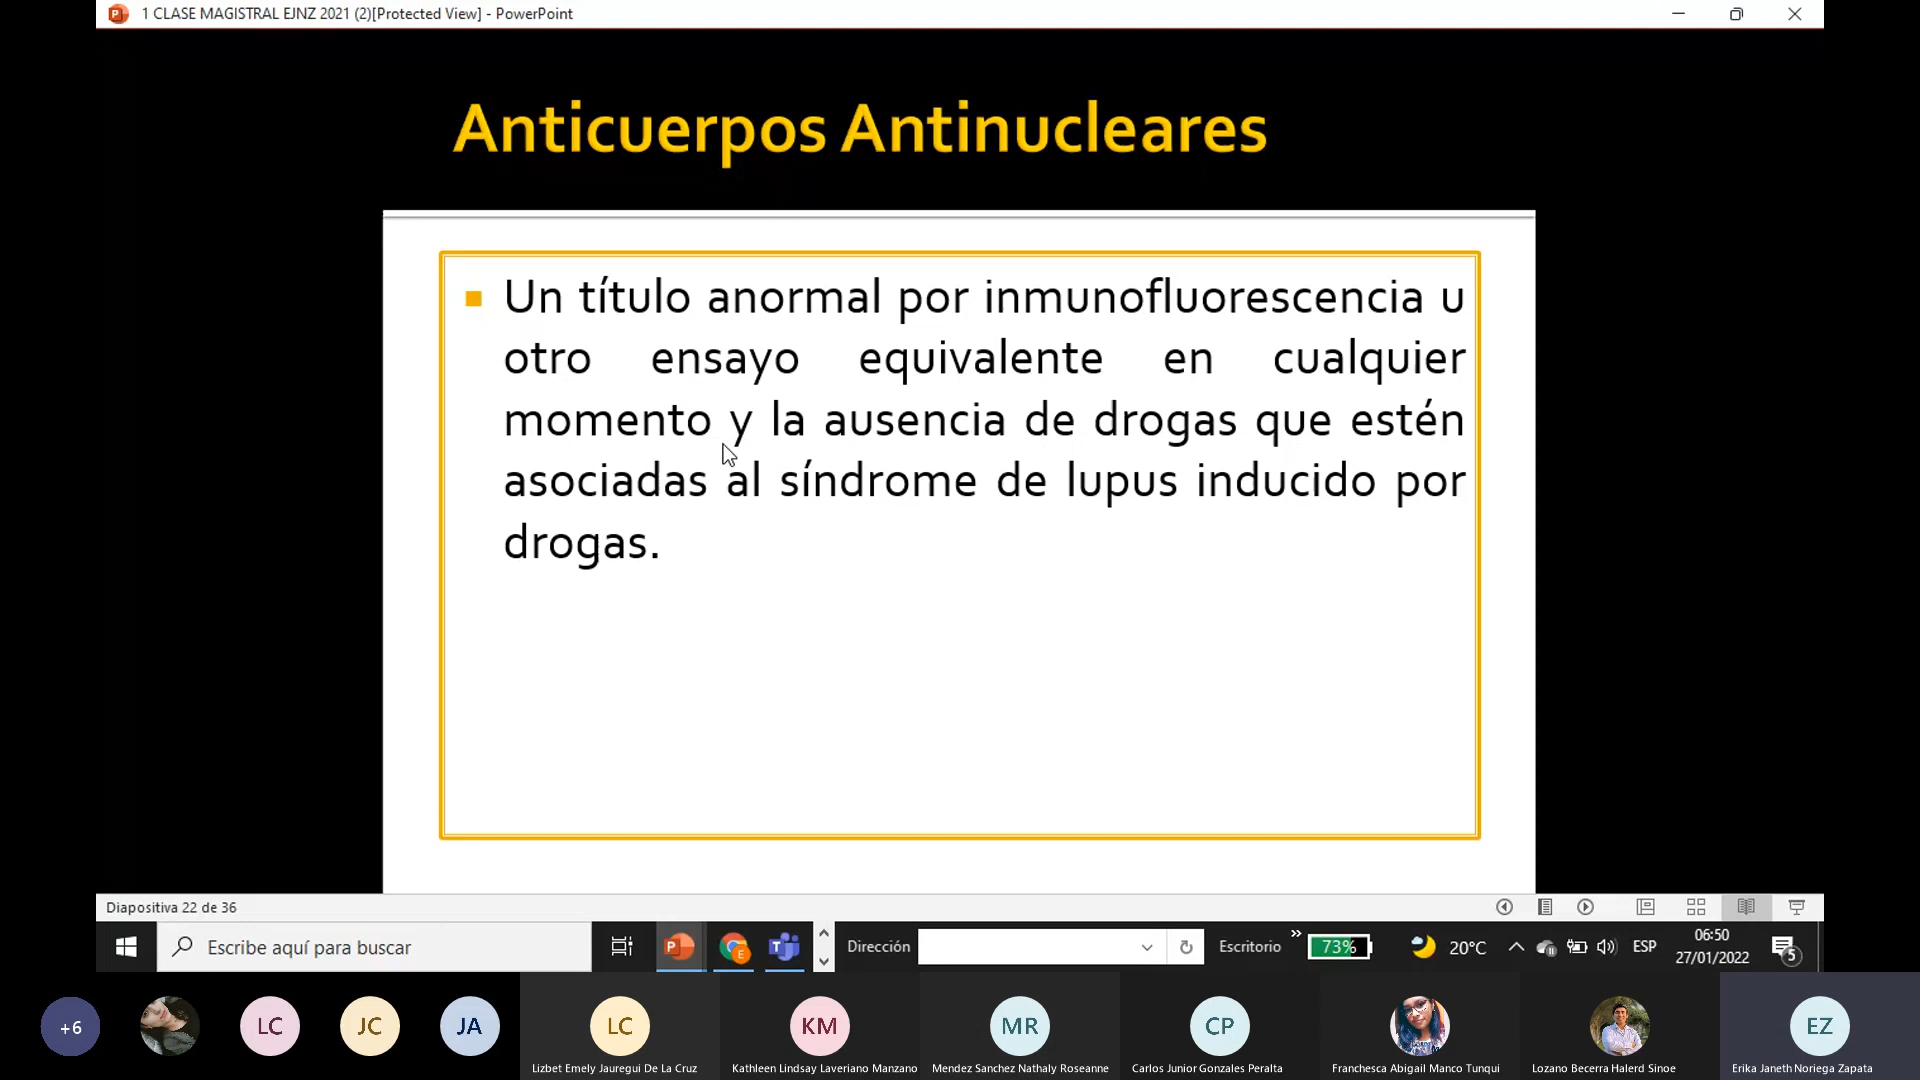 1 CLASE MAGISTRAL EJNZ 2021 (2)[Protected View] - PowerPoint
Anticuerpos Antinucleares
Un título anormal por inmunofluorescencia u
otro ensayo equivalente en cualquier
momento y la ausencia de drogas que estén
asociadas al síndrome de lupus inducido por
drogas.
Diapositiva 22 de 36
Escribe aquí para buscar
Dirección
Escritorio
73%
20°C
ESP
06:50
27/01/2022
5
+6
LC
JC
JA
LC
KM
MR
CP
EZ
Lizbet Emely Jauregui De La Cruz
Kathleen Lindsay Laveriano Manzano
Mendez Sanchez Nathaly Roseanne
Carlos Junior Gonzales Peralta
Franchesca Abigail Manco Tunqui
Lozano Becerra Halerd Sinoe
Erika Janeth Noriega Zapata